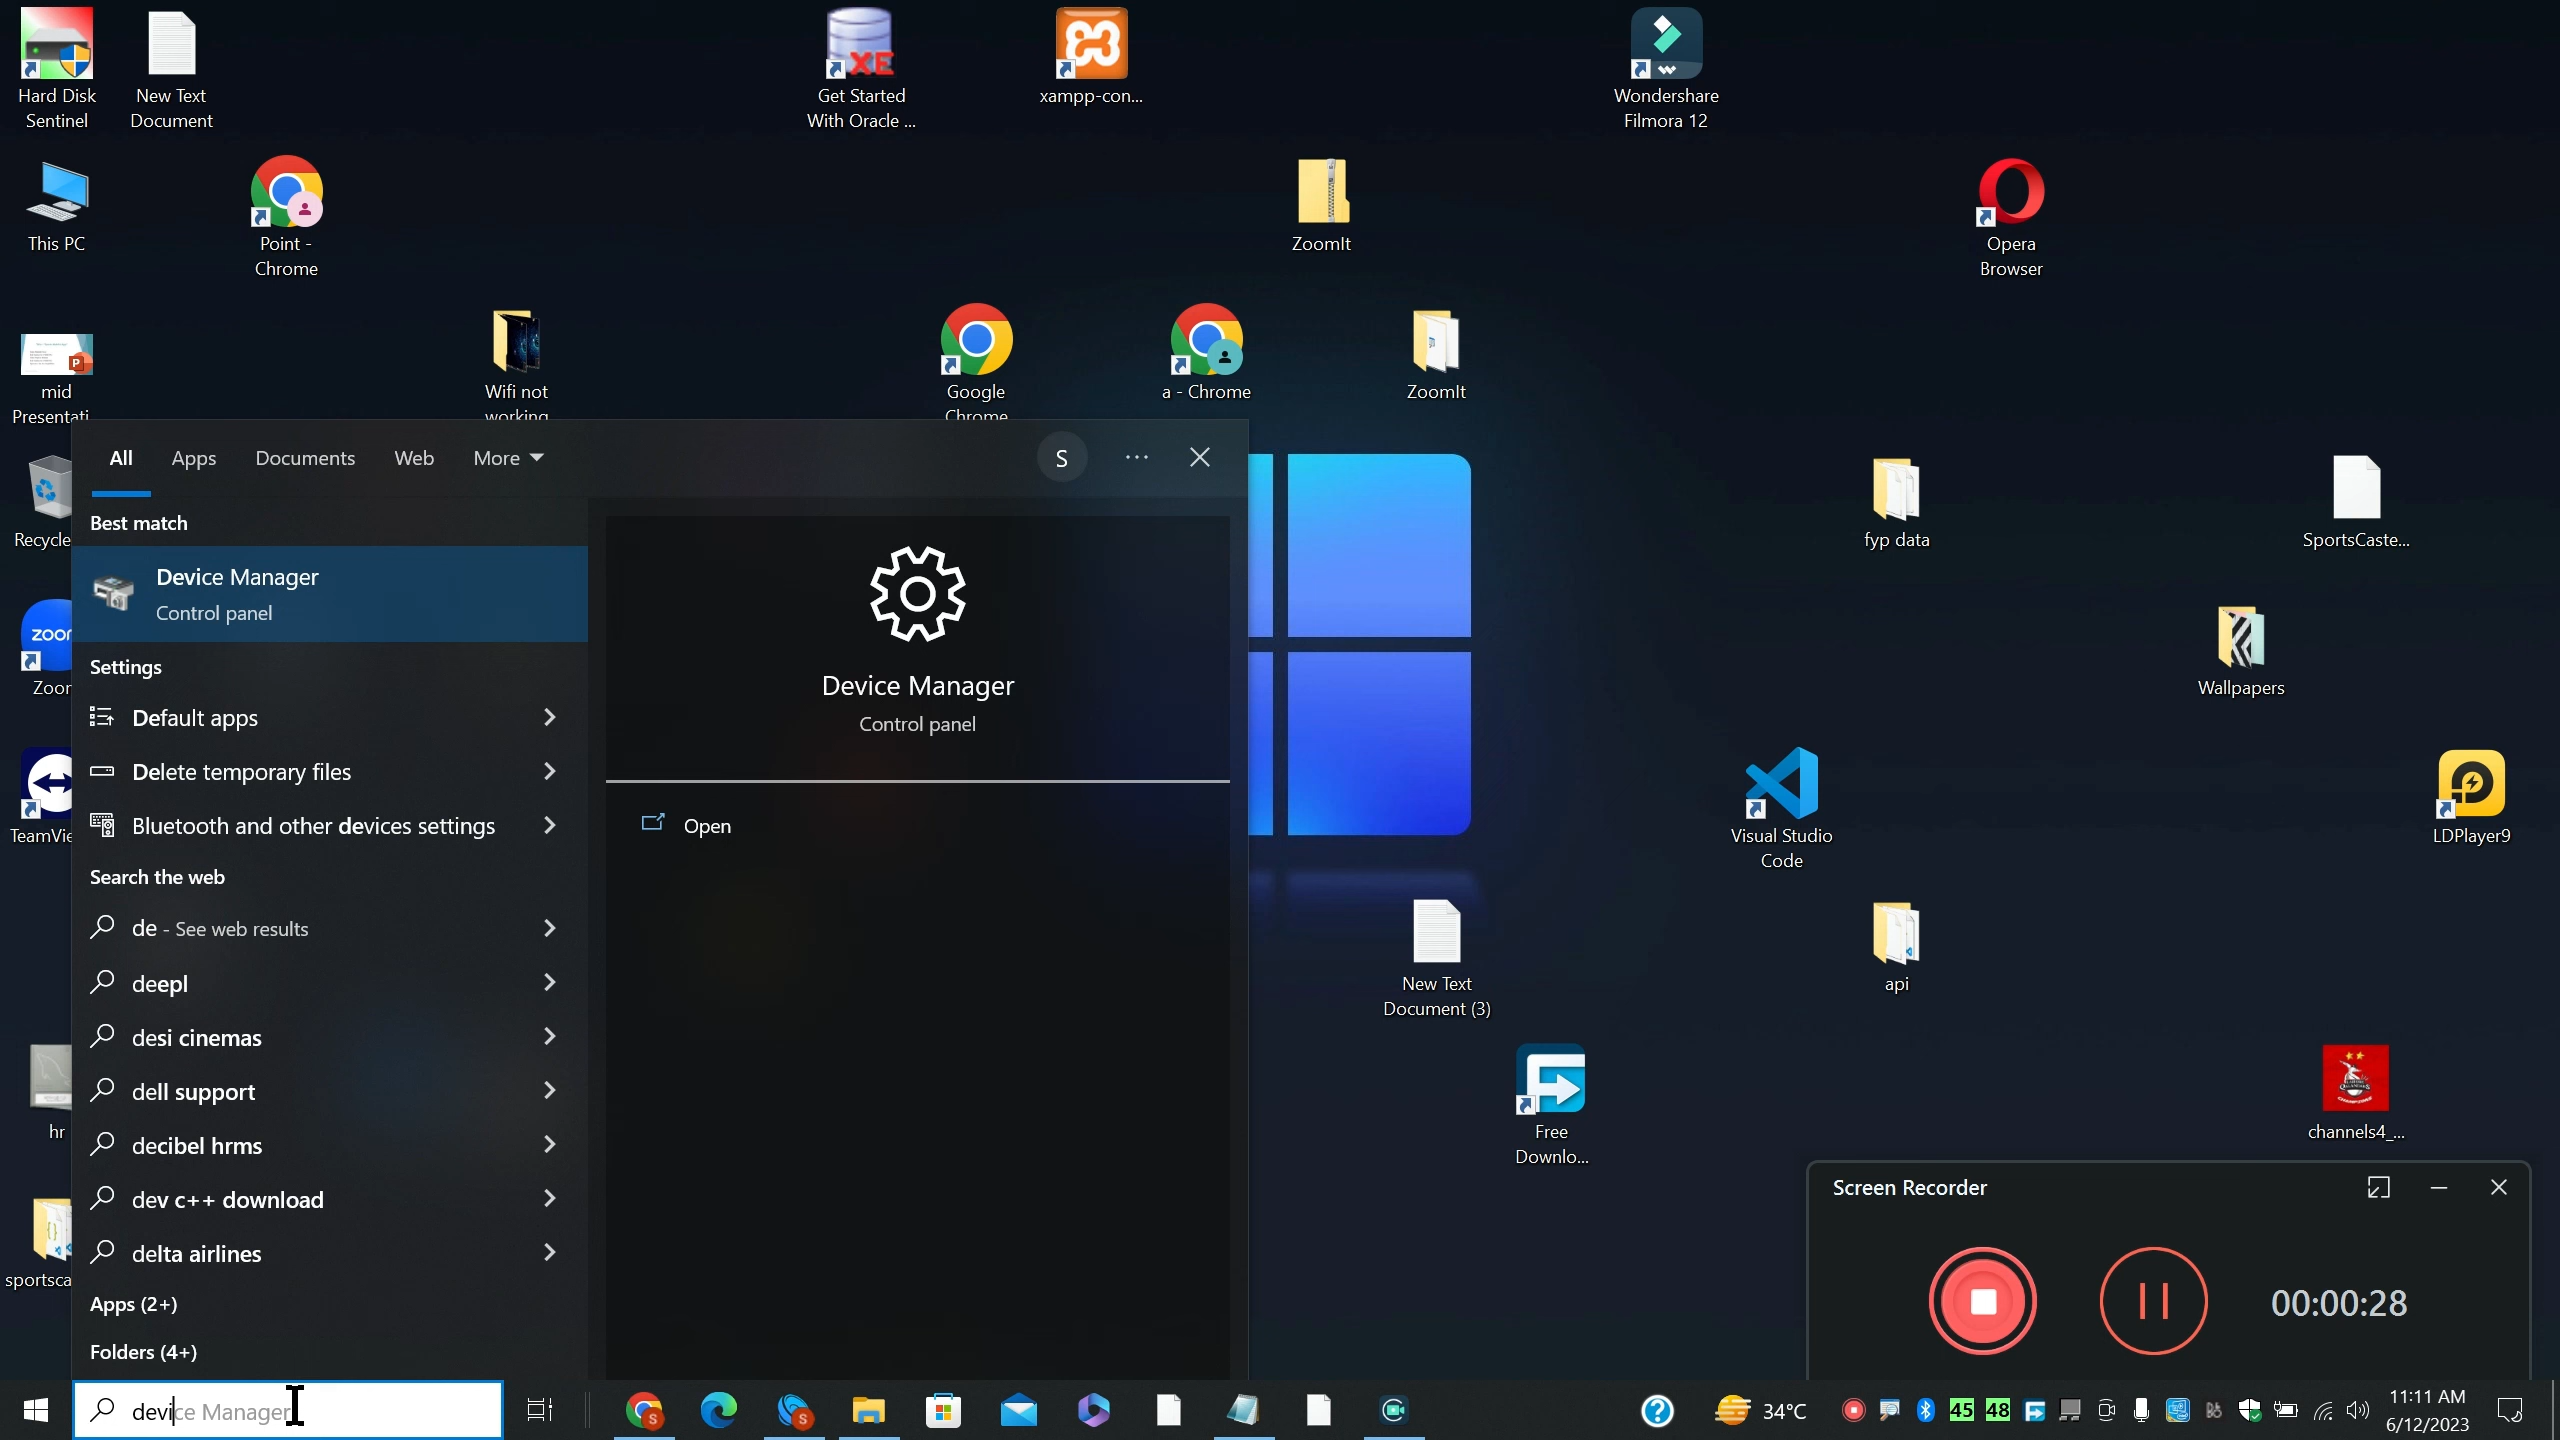 Hard Disk
Sentinel
New Text
Document
XE
Get Started
With Oracle ...
xampp-con...
Wondershare
Filmora 12
This PC
Point -
Chrome
ZoomIt
Opera
Browser
P
mid
Presentati...
Wifi not
working
Google
Chrome
a - Chrome
ZoomIt
Recycle
fyp data
SportsCaste...
zoom
Zoom
Wallpapers
TeamVie
Visual Studio
Code
LDPlayer9
New Text
Document (3)
api
hr
Free
Downlo...
channels4_...
sportsca
All
Apps
Documents
Web
More
S
Best match
Device Manager
Control panel
Settings
Default apps
Delete temporary files
Bluetooth and other devices settings
Search the web
de - See web results
deepl
desi cinemas
dell support
decibel hrms
dev c++ download
delta airlines
Apps (2+)
Folders (4+)
Device Manager
Control panel
Open
Screen Recorder
00:00:28
device Manager
S
S
34°C
45
48
11:11 AM
6/12/2023